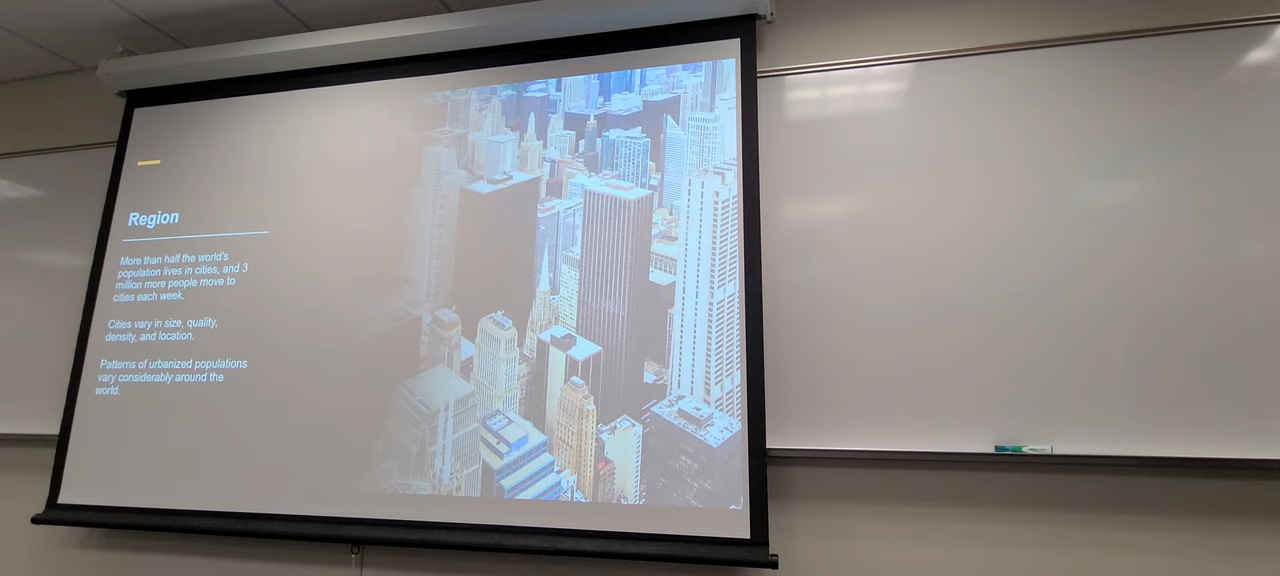 Region
More than half the world's
population lives in cities, and 3
million more people move to
cities each week.
Cities vary in size, quality,
density, and location.
Patterns of urbanized populations
vary considerably around the
world.